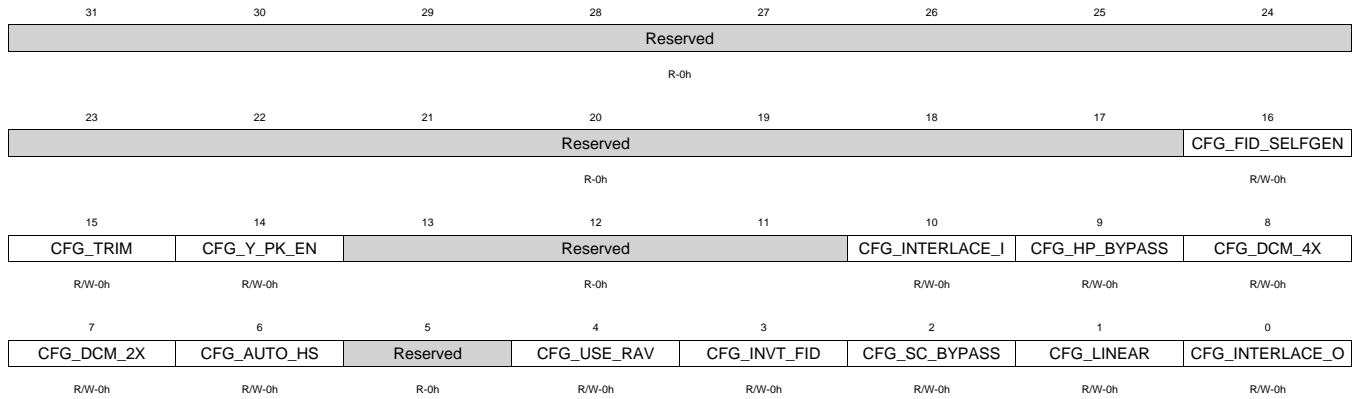 31 30 29 28 27 26 25 24
Reserved
R-0h
23 22 21 20 19 18 17 16
Reserved CFG_FID_SELFGEN
R-0h R/W-0h
15 14 13 12 11 10 9 8
CFG_TRIM CFG_Y_PK_EN Reserved CFG_INTERLACE_I CFG_HP_BYPASS CFG_DCM_4X
R/W-0h R/W-0h R-0h R/W-0h R/W-0h R/W-0h
7 6 5 4 3 2 1 0
CFG_DCM_2X CFG_AUTO_HS Reserved CFG_USE_RAV CFG_INVT_FID CFG_SC_BYPASS CFG_LINEAR CFG_INTERLACE_O
R/W-0h R/W-0h R-0h R/W-0h R/W-0h R/W-0h R/W-0h R/W-0h